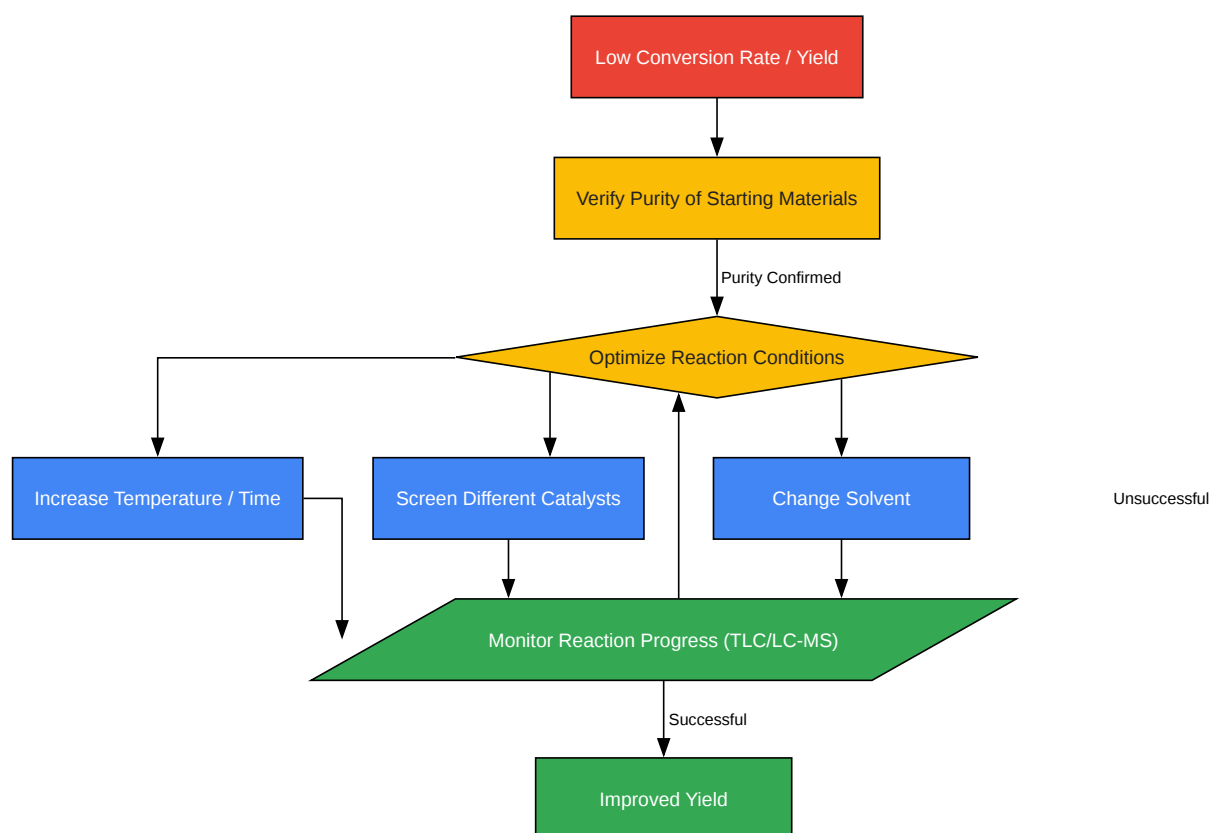 Low Conversion Rate / Yield
Verify Purity of Starting Materials
Purity Confirmed
Optimize Reaction Conditions
Increase Temperature / Time
Screen Different Catalysts
Change Solvent
Unsuccessful
Monitor Reaction Progress (TLC/LC-MS)
Successful
Improved Yield